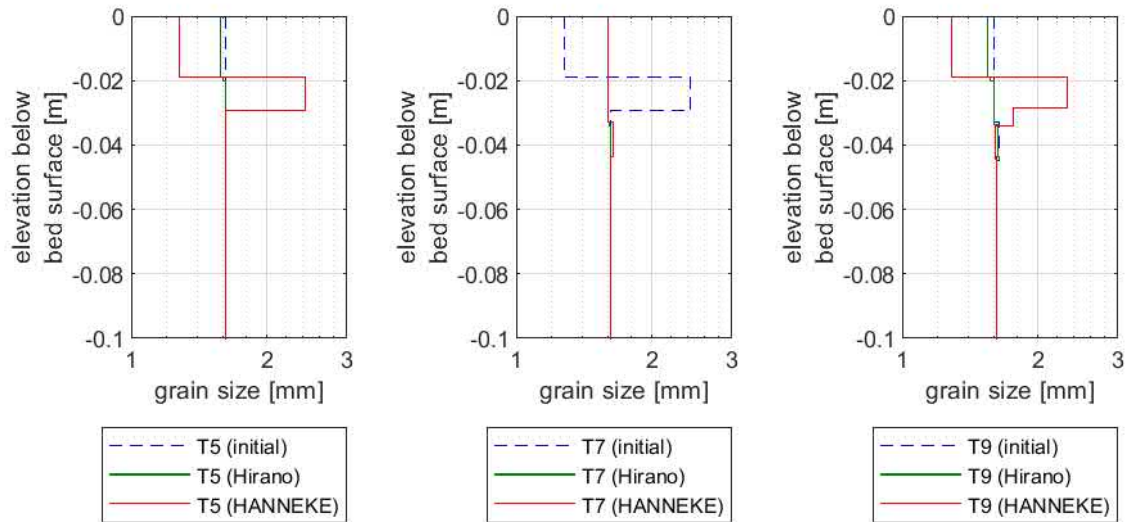 0
-0.02
-0.04
-0.06
-0.08
-0.1
1
2
3
elevation below
bed surface [m]
grain size [mm]
T5 (initial)
T5 (Hirano)
T5 (HANNEKE)
0
-0.02
-0.04
-0.06
-0.08
-0.1
1
2
3
elevation below
bed surface [m]
grain size [mm]
T7 (initial)
T7 (Hirano)
T7 (HANNEKE)
0
-0.02
-0.04
-0.06
-0.08
-0.1
1
2
3
elevation below
bed surface [m]
grain size [mm]
T9 (initial)
T9 (Hirano)
T9 (HANNEKE)